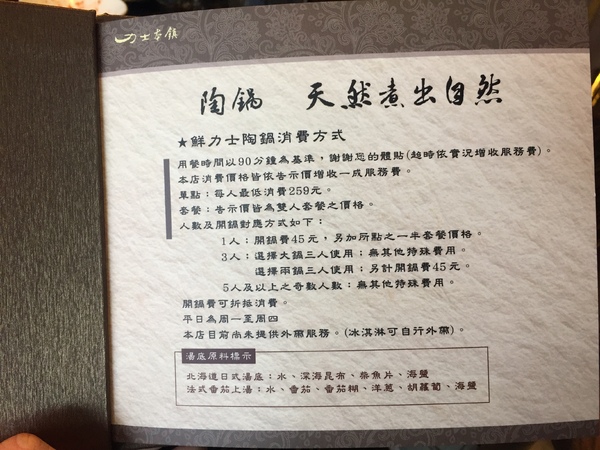 陶鍋 天然煮出自然
★鮮力士陶鍋消費方式
用餐時間以90分鐘為基準，謝謝您的體貼(超時依實況增收服務費)。
本店消費價格皆依告示價增收一成服務費。
單點：每人最低消費259元。
套餐：告示價皆為雙人套餐之價格。
人數及開鍋對應方式如下：
1人：開鍋費45元，另加所點之一半套餐價格。
3人：選擇大鍋三人使用：無其他特殊費用。
選擇兩鍋三人使用：另計開鍋費45元。
5人及以上之奇數人數：無其他特殊費用。
開鍋費可折抵消費。
平日為周一至周四
本店目前尚未提供外帶服務。(冰淇淋可自行外帶)。
湯底原料標示
北海道日式湯底：水、深海昆布、柴魚片、海鹽
法式番茄上湯：水、番茄、番茄糊、洋蔥、胡蘿蔔、海鹽